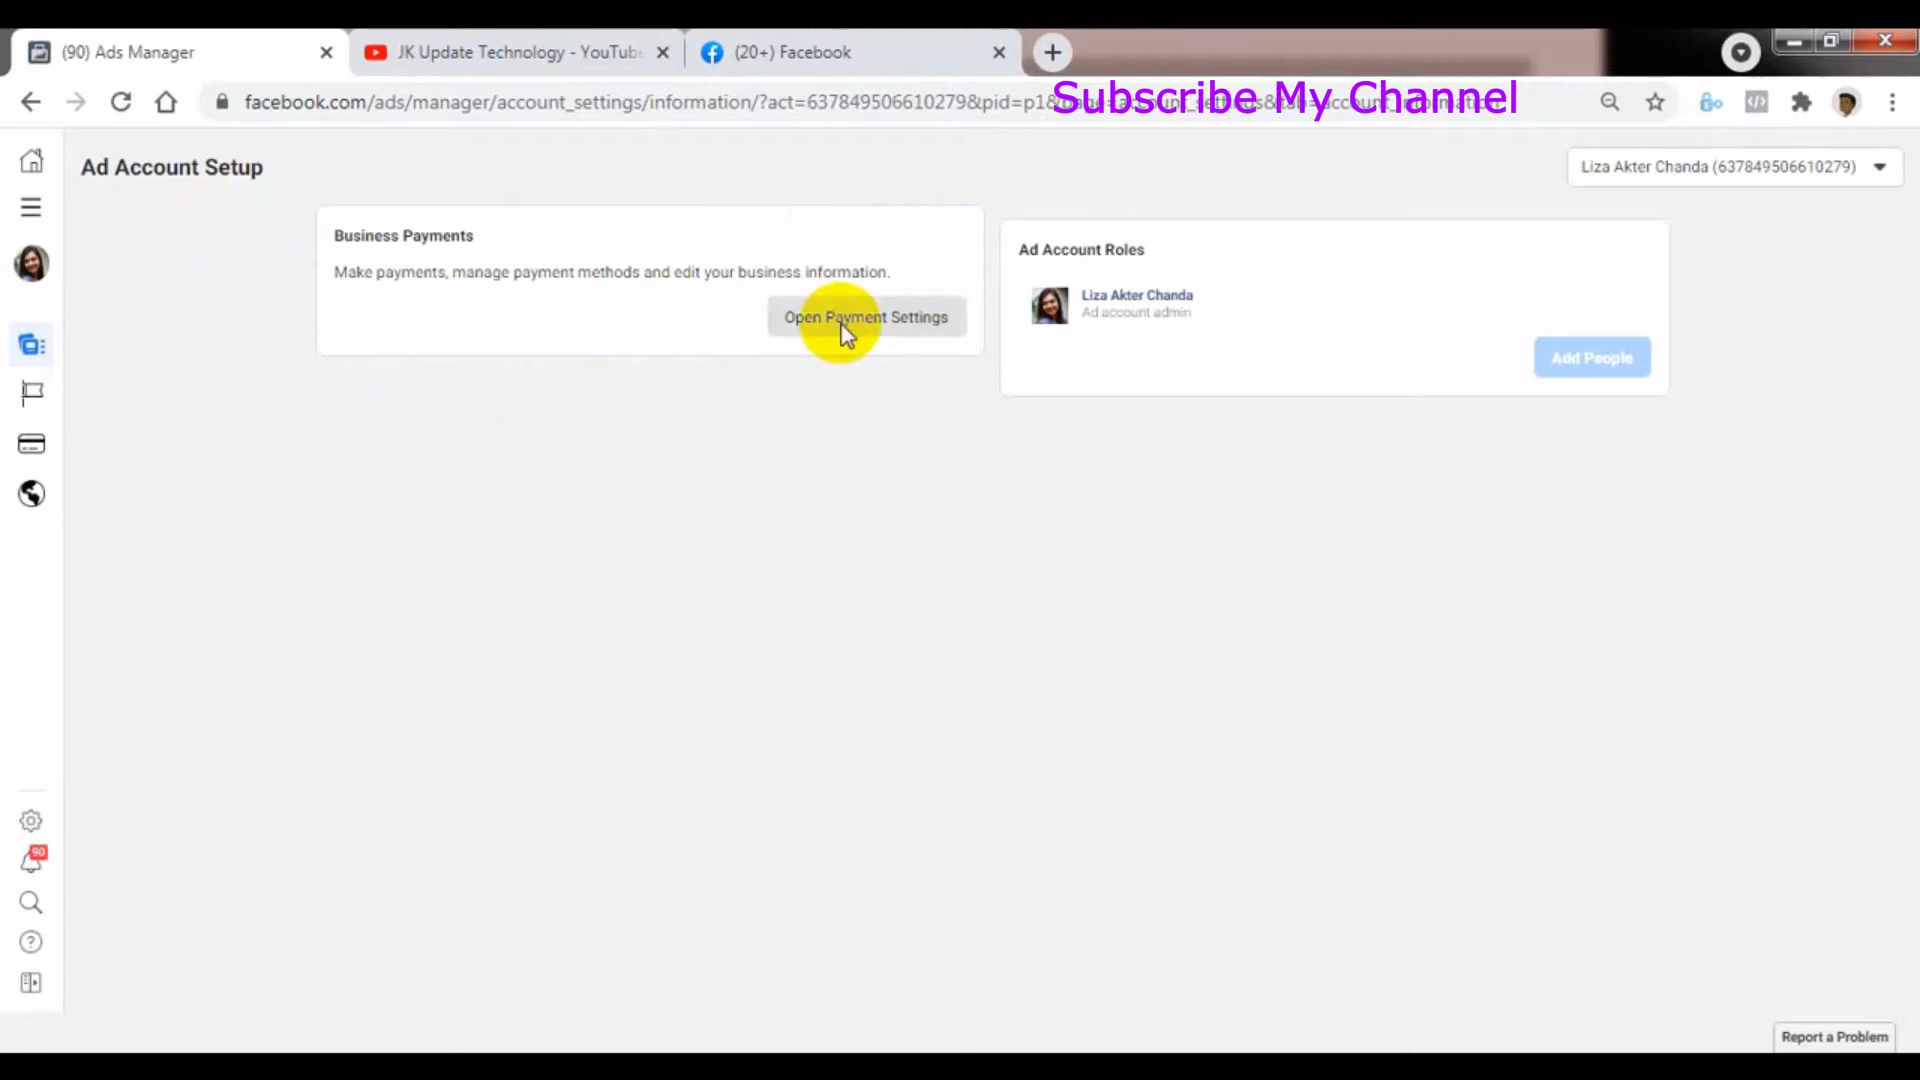 (90) Ads Manager
JK Update Technology - YouTub
(20+) Facebook
facebook.com/ads/manager/account_settings/information/?act=637849506610279&pid=p1&
Subscribe My Channel
Ad Account Setup
Liza Akter Chanda (637849506610279)
Business Payments
Make payments, manage payment methods and edit your business information.
Open Payment Settings
Ad Account Roles
Liza Akter Chanda
Ad account admin
Add People
90
Report a Problem